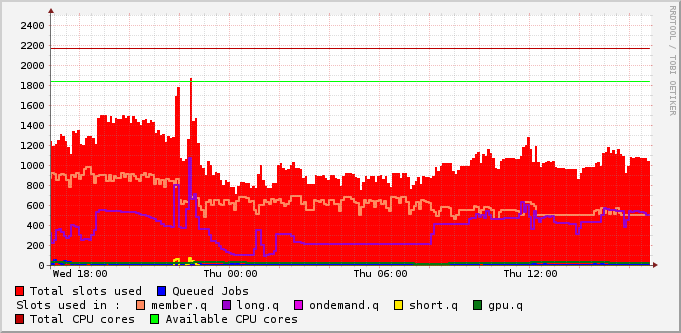 RRDTOOL / TOBI OETIKER
2400
2200
2000
1800
1600
1400
1200
1000
800
600
400
200
0
Wed 18:00 Thu 00:00 Thu 06:00 Thu 12:00
Total slots used Queued Jobs
Slots used in : member.q long.q ondemand.q short.q gpu.q
Total CPU cores Available CPU cores